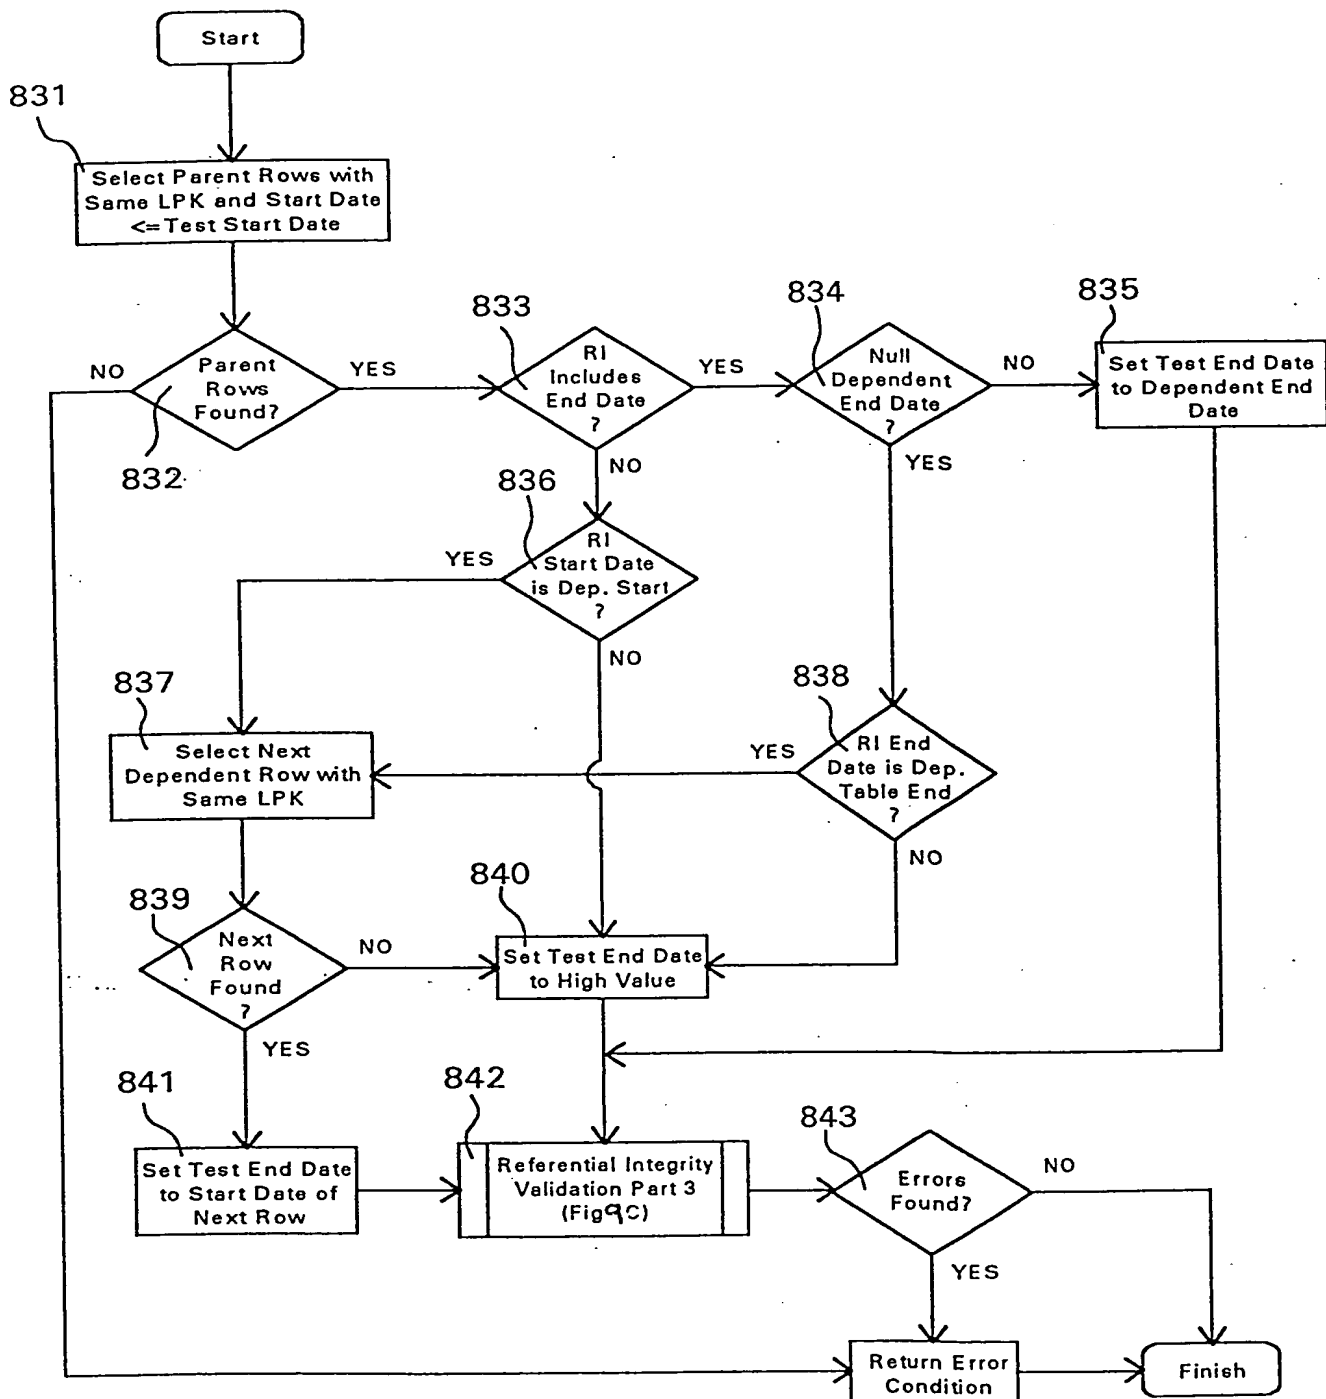 Start
831
Select Parent Rows with
Same LPK and Start Date
<=Test Start Date
832
Parent
Rows
Found?
NO
YES
833
RI
Includes
End Date
?
YES
NO
834
Null
Dependent
End Date
?
NO
YES
835
Set Test End Date
to Dependent End
Date
836
RI
Start Date
is Dep. Start
?
YES
NO
837
Select Next
Dependent Row with
Same LPK
838
RI End
Date is Dep.
Table End
?
YES
NO
839
Next
Row
Found
?
NO
YES
840
Set Test End Date
to High Value
841
Set Test End Date
to Start Date of
Next Row
842
Referential Integrity
Validation Part 3
(Fig 9C)
843
Errors
Found?
NO
YES
Return Error
Condition
Finish